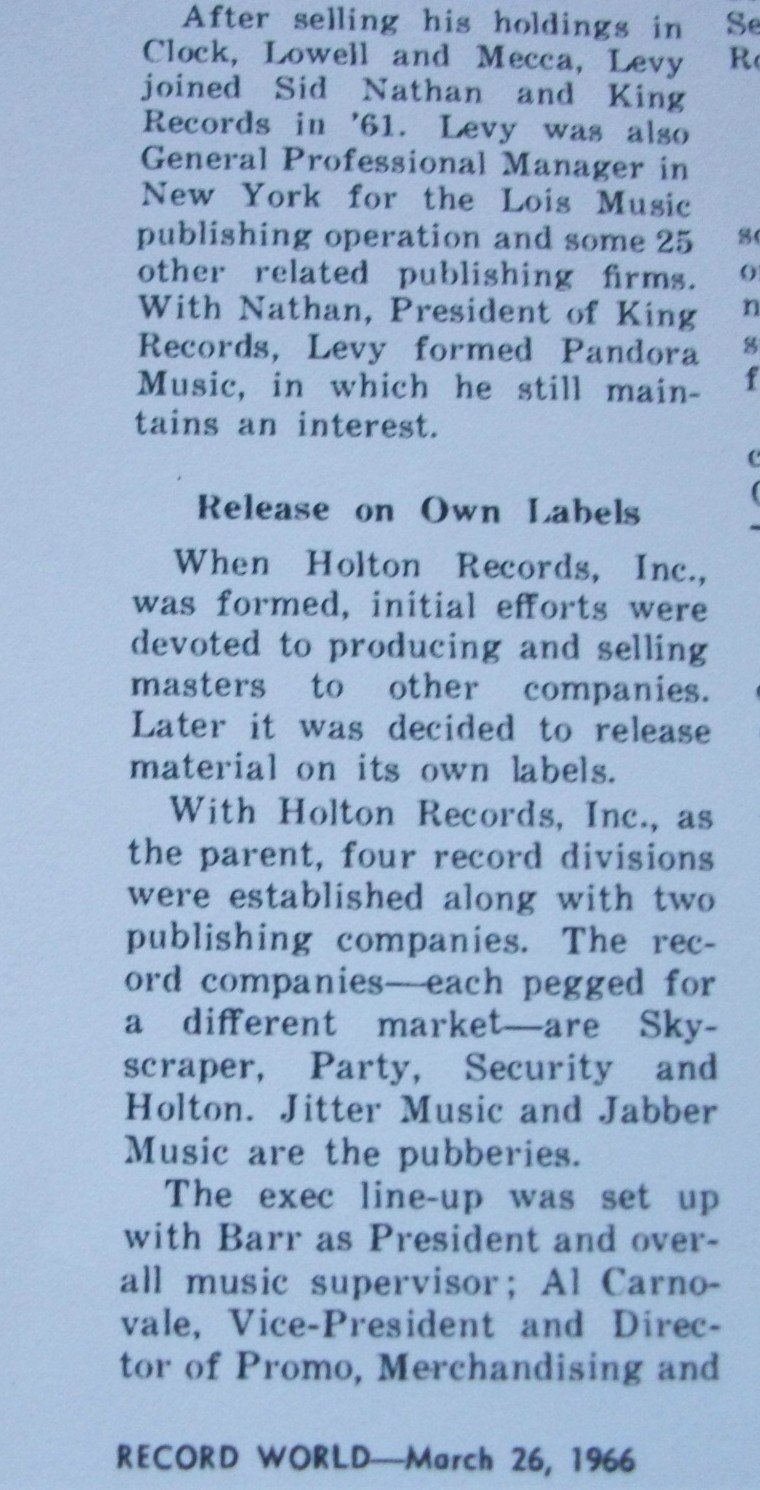 After selling his holdings in
Clock, Lowell and Mecca, Levy
joined Sid Nathan and King
Records in '61. Levy was also
General Professional Manager in
New York for the Lois Music
publishing operation and some 25
other related publishing firms.
With Nathan, President of King
Records, Levy formed Pandora
Music, in which he still main-
tains an interest.
Release on Own Labels
When Holton Records, Inc.,
was formed, initial efforts were
devoted to producing and selling
masters to other companies.
Later it was decided to release
material on its own labels.
With Holton Records, Inc., as
the parent, four record divisions
were established along with two
publishing companies. The rec-
ord companies—each pegged for
a different market—are Sky-
scraper, Party, Security and
Holton. Jitter Music and Jabber
Music are the pubberies.
The exec line-up was set up
with Barr as President and over-
all music supervisor; Al Carno-
vale, Vice-President and Direc-
tor of Promo, Merchandising and
RECORD WORLD—March 26, 1966